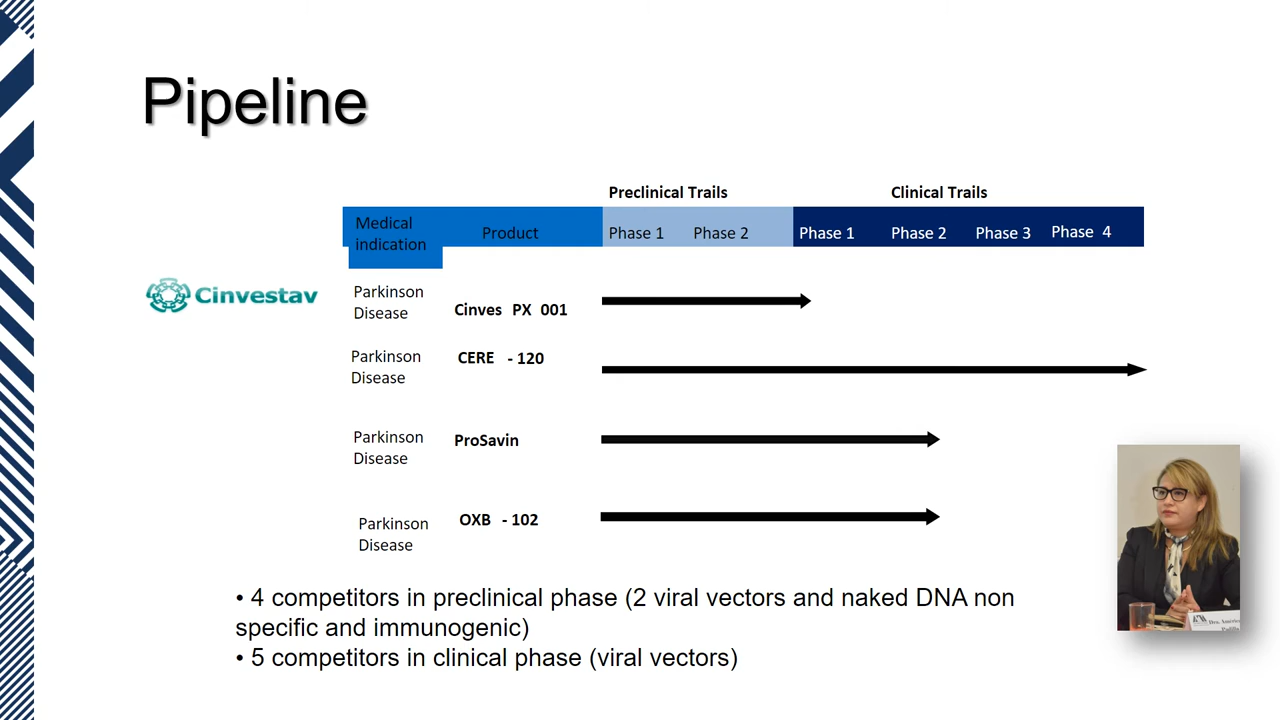 Pipeline
Preclinical Trails
Clinical Trails
Medical
indication
Product
Phase 1
Phase 2
Phase 1
Phase 2
Phase 3
Phase 4
Cinvestav
Parkinson
Disease
Cinves PX 001
Parkinson
Disease
CERE - 120
Parkinson
Disease
ProSavin
Parkinson
Disease
OXB - 102
• 4 competitors in preclinical phase (2 viral vectors and naked DNA non
specific and immunogenic)
• 5 competitors in clinical phase (viral vectors)
Dra.